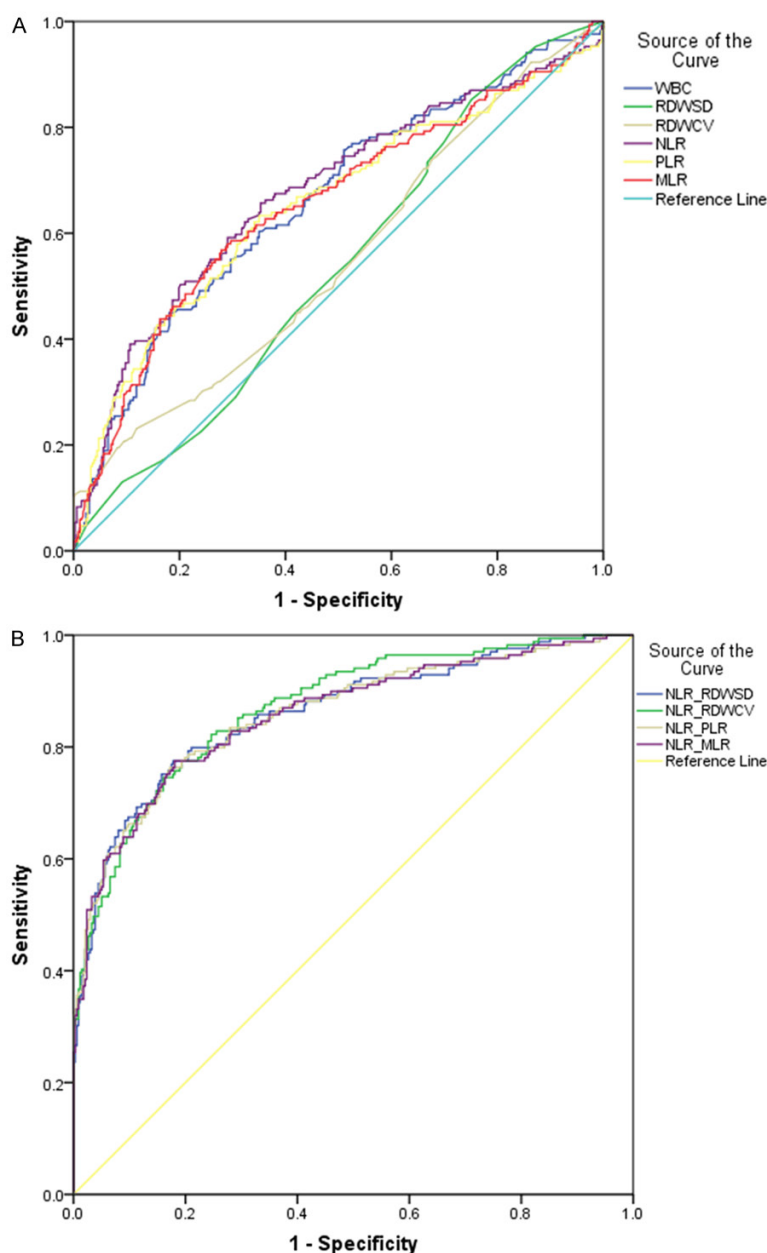 A
1.0
0.8
0.6
0.4
0.2
0.0
Sensitivity
0.0 0.2 0.4 0.6 0.8 1.0
1 - Specificity
Source of the
Curve
WBC
RDWSD
RDWCV
NLR
PLR
MLR
Reference Line
B
1.0
0.8
0.6
0.4
0.2
0.0
Sensitivity
0.0 0.2 0.4 0.6 0.8 1.0
1 - Specificity
Source of the
Curve
NLR_RDWSD
NLR_RDWCV
NLR_PLR
NLR_MLR
Reference Line